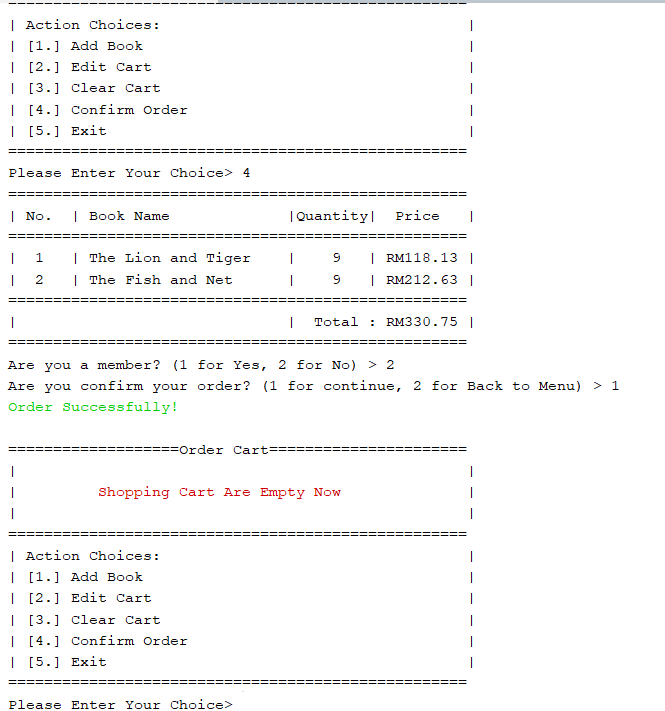 ===================================================
| Action Choices:                                  |
| [1.] Add Book                                    |
| [2.] Edit Cart                                   |
| [3.] Clear Cart                                  |
| [4.] Confirm Order                               |
| [5.] Exit                                        |
===================================================
Please Enter Your Choice> 4
===================================================
| No.  | Book Name             |Quantity|  Price   |
===================================================
|  1   | The Lion and Tiger    |    9   | RM118.13 |
|  2   | The Fish and Net      |    9   | RM212.63 |
===================================================
|                              |  Total : RM330.75 |
===================================================
Are you a member? (1 for Yes, 2 for No) > 2
Are you confirm your order? (1 for continue, 2 for Back to Menu) > 1
Order Successfully!
===================Order Cart======================
|                                                  |
|         Shopping Cart Are Empty Now              |
|                                                  |
===================================================
| Action Choices:                                  |
| [1.] Add Book                                    |
| [2.] Edit Cart                                   |
| [3.] Clear Cart                                  |
| [4.] Confirm Order                               |
| [5.] Exit                                        |
===================================================
Please Enter Your Choice>